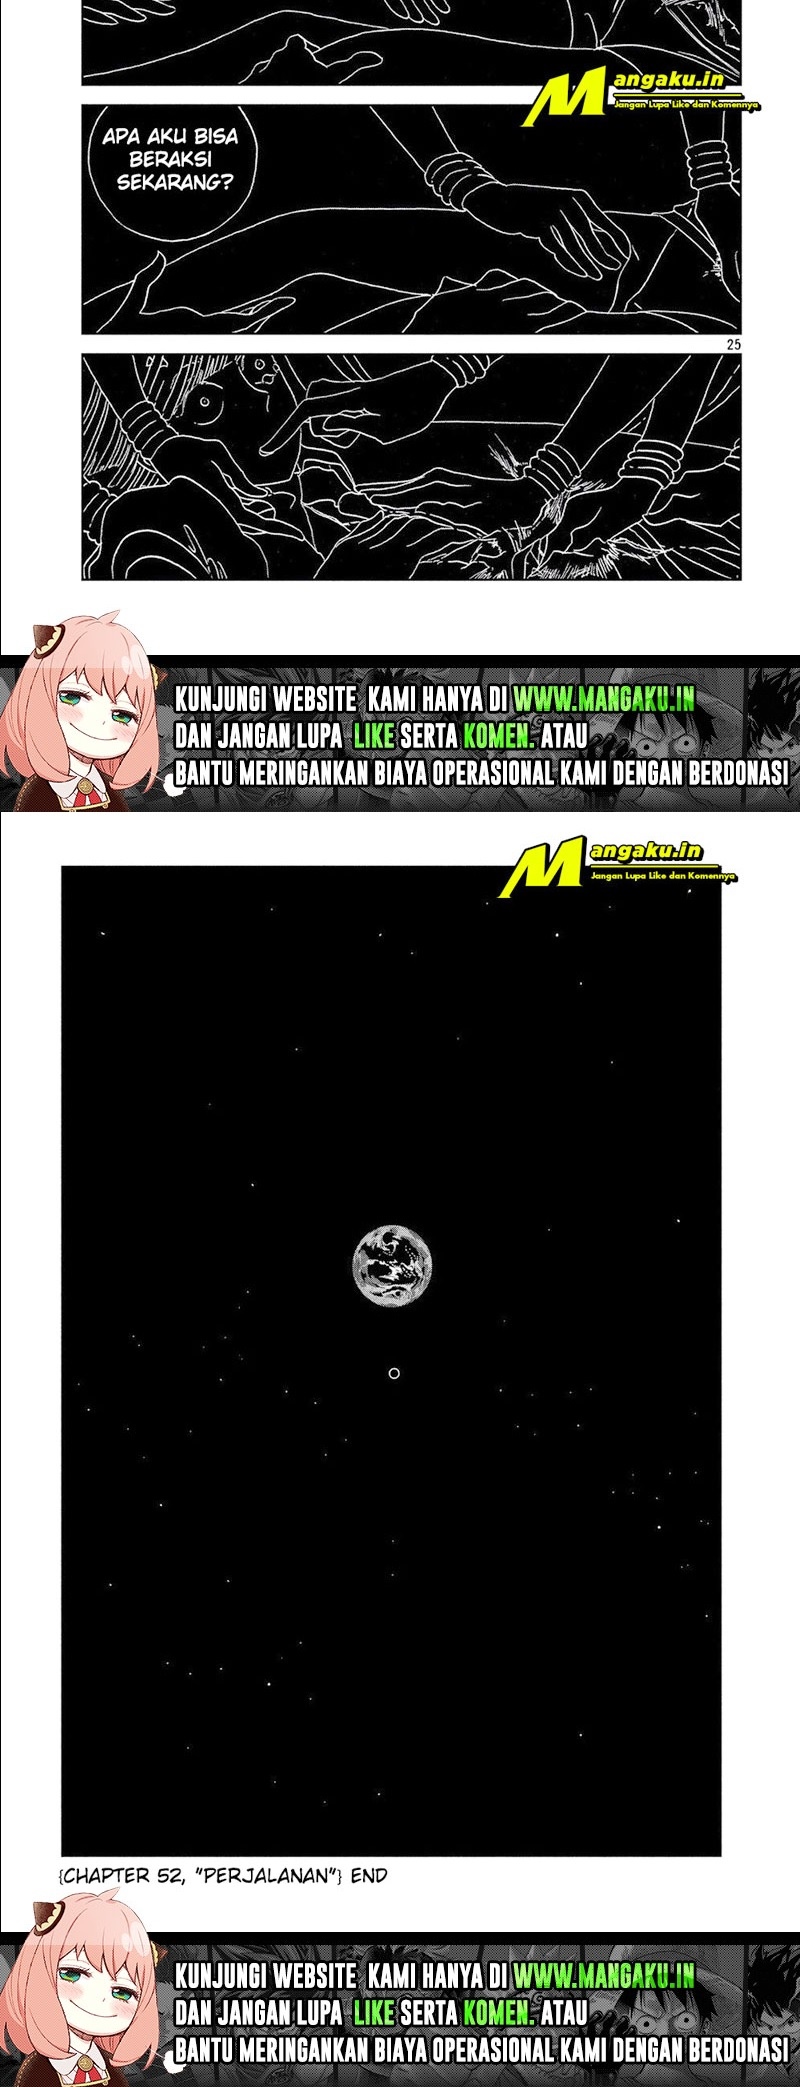 Mangaku.in
Jangan Lupa Like dan Komennya
APA AKU BISA
BERAKSI
SEKARANG?
25
KUNJUNGI WEBSITE KAMI HANYA DI WWW.MANGAKU.IN
DAN JANGAN LUPA LIKE SERTA KOMEN. ATAU
BANTU MERINGANKAN BIAYA OPERASIONAL KAMI DENGAN BERDONASI
Mangaku.in
Jangan Lupa Like dan Komennya
{CHAPTER 52, "PERJALANAN"} END
KUNJUNGI WEBSITE KAMI HANYA DI WWW.MANGAKU.IN
DAN JANGAN LUPA LIKE SERTA KOMEN. ATAU
BANTU MERINGANKAN BIAYA OPERASIONAL KAMI DENGAN BERDONASI